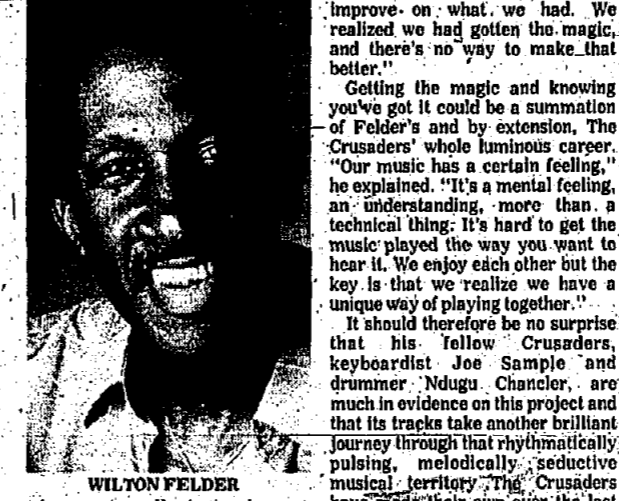 improve on what we had. We
realized we had gotten the magic,
and there's no way to make that
better."
Getting the magic and knowing
you've got it could be a summation
of Felder's and by extension, The
Crusaders' whole luminous career.
"Our music has a certain feeling,"
he explained. "It's a mental feeling,
an understanding, more than a
technical thing. It's hard to get the
music played the way you want to
hear it. We enjoy each other but the
key is that we realize we have a
unique way of playing together."
It should therefore be no surprise
that his fellow Crusaders,
keyboardist Joe Sample and
drummer Ndugu Chancler, are
much in evidence on this project and
that its tracks take another brilliant
journey through that rhythmatically
pulsing, melodically seductive
musical territory The Crusaders
WILTON FELDER